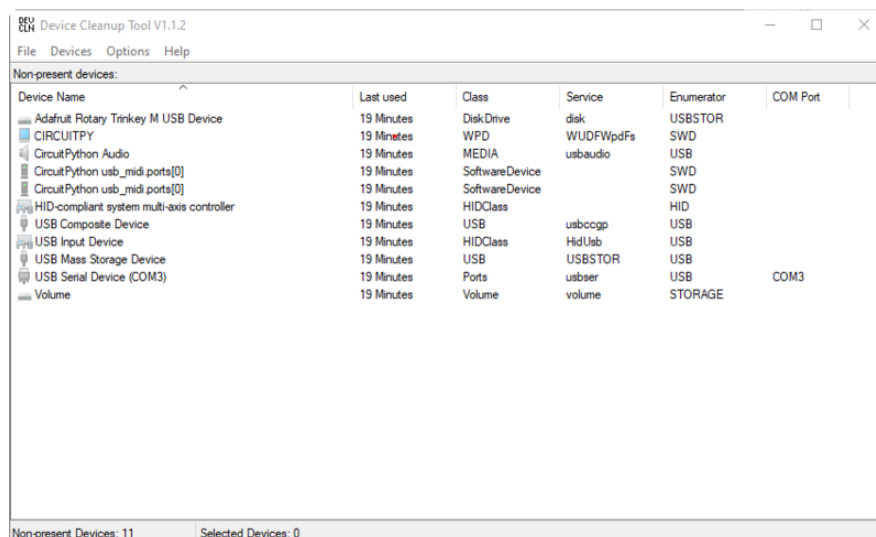 DEV CLN Device Cleanup Tool V1.1.2
File Devices Options Help
Non-present devices:
Device Name Last used Class Service Enumerator COM Port
Adafruit Rotary Trinkey M USB Device 19 Minutes DiskDrive disk USBSTOR
CIRCUITPY 19 Minutes WPD WUDFWpdFs SWD
CircuitPython Audio 19 Minutes MEDIA usbaudio USB
CircuitPython usb_midi.ports[0] 19 Minutes SoftwareDevice SWD
CircuitPython usb_midi.ports[0] 19 Minutes SoftwareDevice SWD
HID-compliant system multi-axis controller 19 Minutes HIDClass HID
USB Composite Device 19 Minutes USB usbccgp USB
USB Input Device 19 Minutes HIDClass HidUsb USB
USB Mass Storage Device 19 Minutes USB USBSTOR USB
USB Serial Device (COM3) 19 Minutes Ports usbser USB COM3
Volume 19 Minutes Volume volume STORAGE
Non-present Devices: 11 Selected Devices: 0